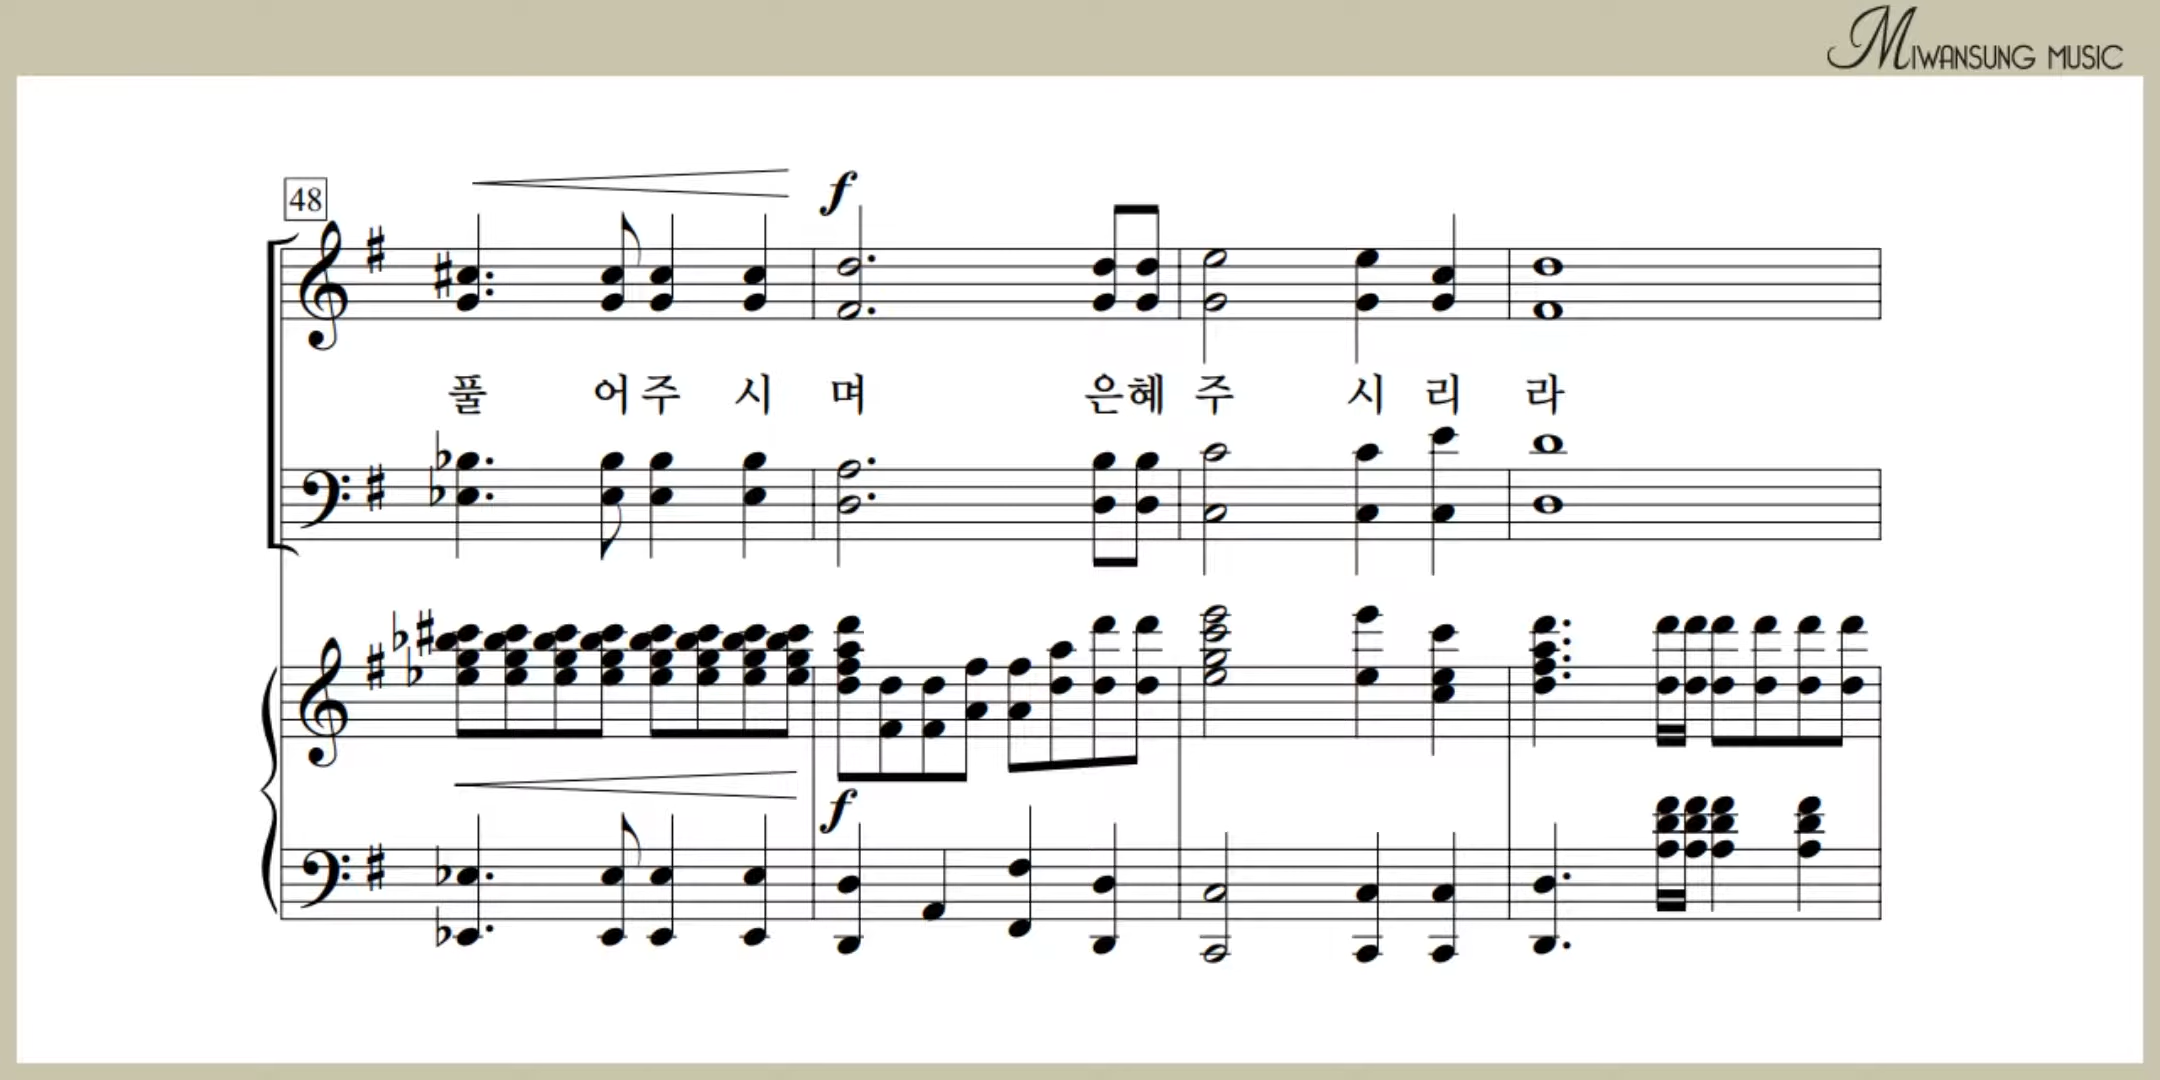 MIWANSUNG MUSIC
48
f
풀 어 주 시 며 은 혜 주 시 리 라
f